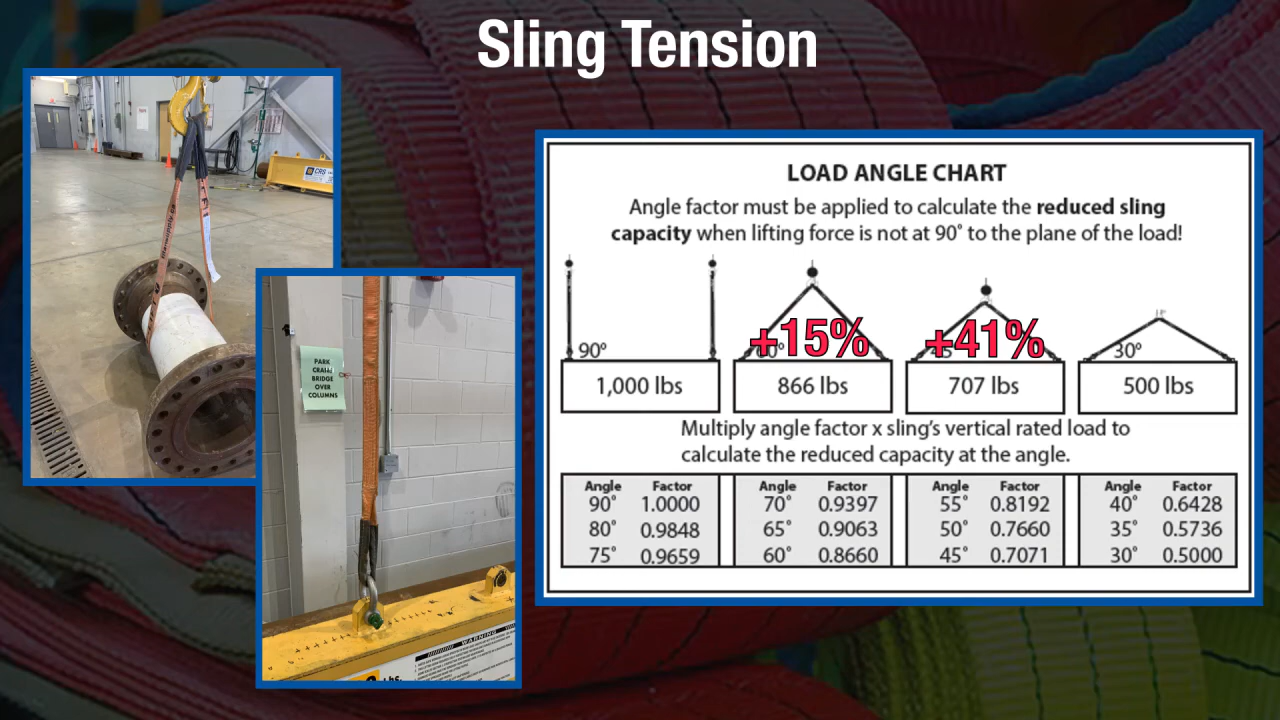 Sling Tension
CRS
PARK
CRANE
BRIDGE
OVER
COLUMNS
WARNING
Lbs.
LOAD ANGLE CHART
Angle factor must be applied to calculate the reduced sling
capacity when lifting force is not at 90° to the plane of the load!
90° +15% +41% 30°
1,000 lbs 866 lbs 707 lbs 500 lbs
Multiply angle factor x sling's vertical rated load to
calculate the reduced capacity at the angle.
Angle Factor Angle Factor Angle Factor Angle Factor
90° 1.0000 70° 0.9397 55° 0.8192 40° 0.6428
80° 0.9848 65° 0.9063 50° 0.7660 35° 0.5736
75° 0.9659 60° 0.8660 45° 0.7071 30° 0.5000